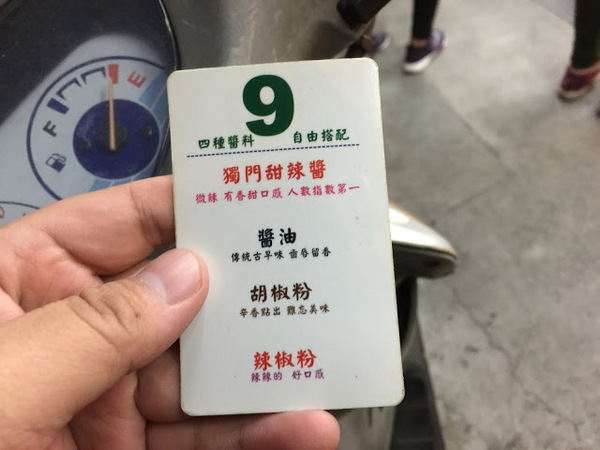 9
四種醬料 自由搭配
獨門甜辣醬
微辣 有香甜口感 人氣指數第一
醬油
傳統古早味 齒唇留香
胡椒粉
辛香點出 難忘美味
辣椒粉
辣辣的 好口感
F E